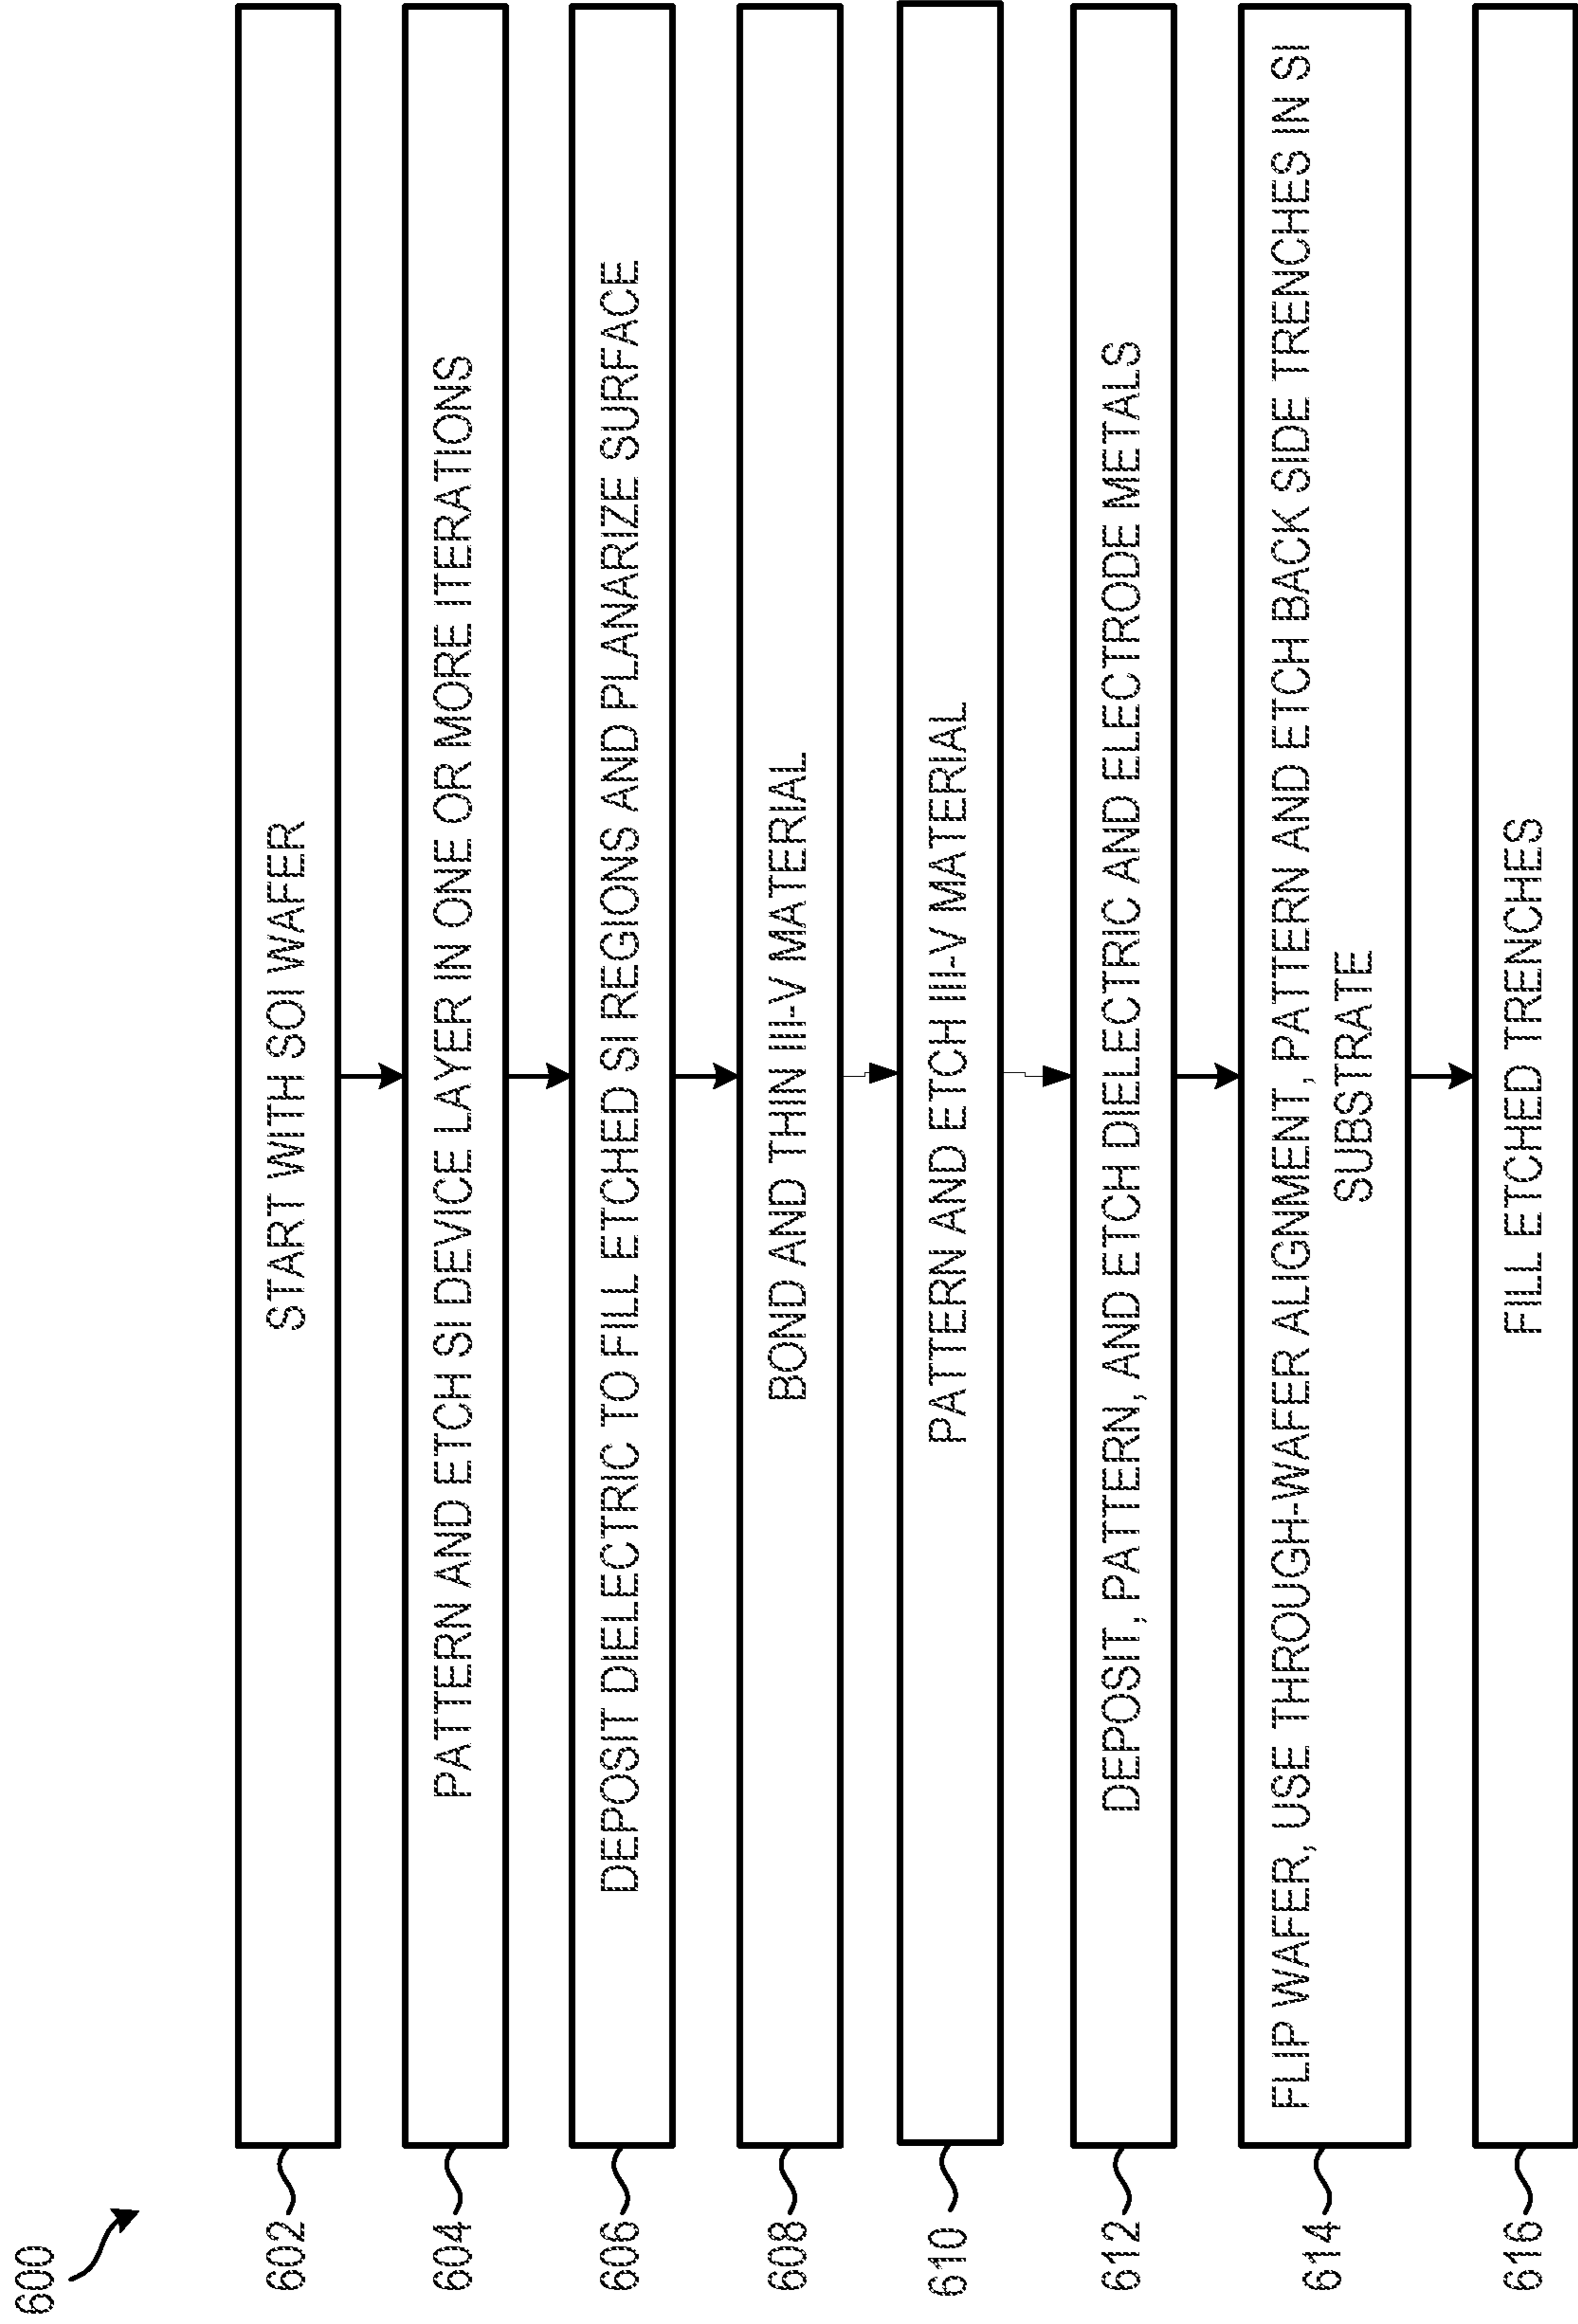 600
602
START WITH SOI WAFER
604
PATTERN AND ETCH SI DEVICE LAYER IN ONE OR MORE ITERATIONS
606
DEPOSIT DIELECTRIC TO FILL ETCHED SI REGIONS AND PLANARIZE SURFACE
608
BOND AND THIN IIII-V MATERIAL
610
PATTERN AND ETCH IIII-V MATERIAL
612
DEPOSIT, PATTERN, AND ETCH DIELECTRIC AND ELECTRODE METALS
614
FLIP WAFER, USE THROUGH-WAFER ALIGNMENT, PATTERN AND ETCH BACK SIDE TRENCHES IN SI
SUBSTRATE
616
FILL ETCHED TRENCHES